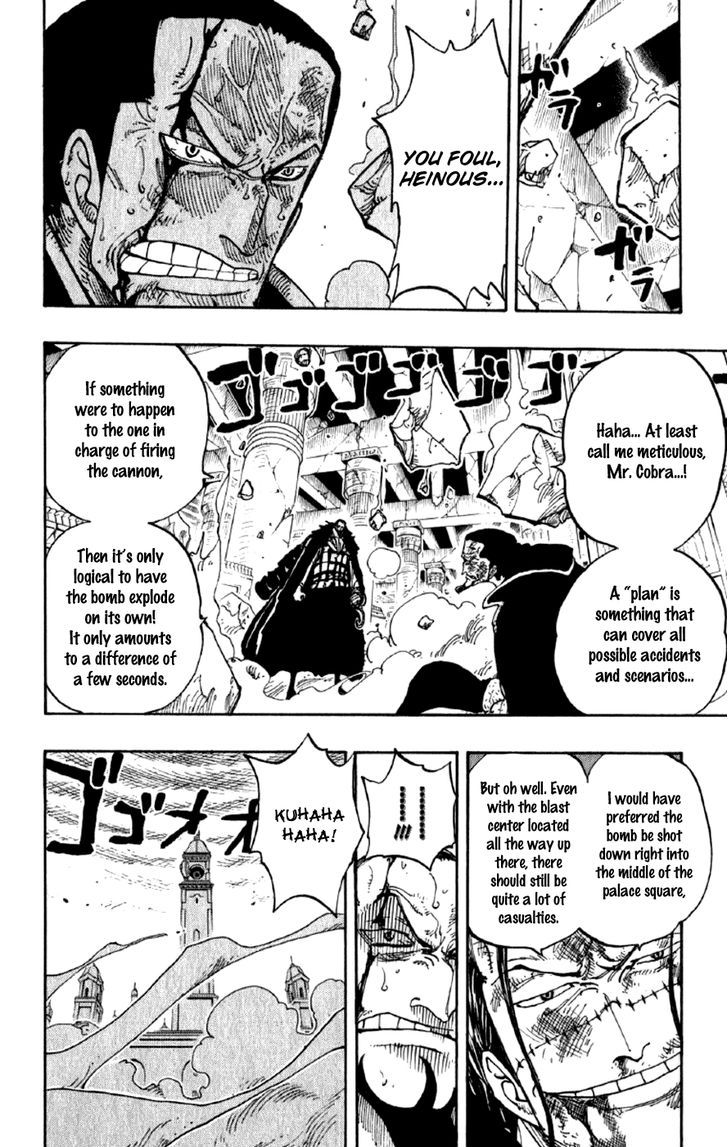 ガラ
ガラ
YOU FOUL,
HEINOUS...
Haha... At least
call me meticulous,
Mr. Cobra...!
A "plan" is
something that
can cover all
possible accidents
and scenarios...
ゴゴゴゴゴ
If something
were to happen
to the one in
charge of firing
the cannon,
Then it's only
logical to have
the bomb explode
on its own!
It only amounts
to a difference of
a few seconds.
I would have
preferred the
bomb be shot
down right into
the middle of the
palace square,
But oh well. Even
with the blast
center located
all the way up
there, there
should still be
quite a lot of
casualties.
!!!
KUHAHA
HAHA!
ゴゴオオオ